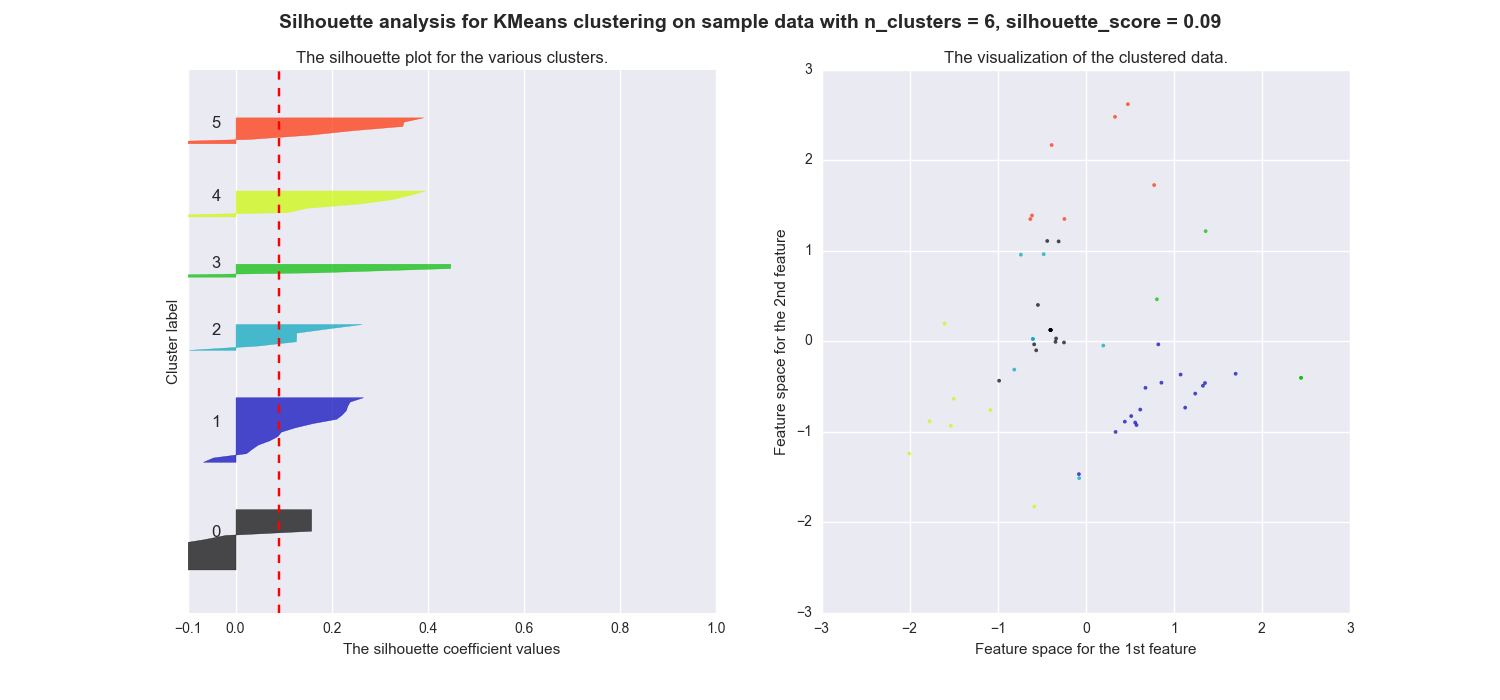 Silhouette analysis for KMeans clustering on sample data with n_clusters = 6, silhouette_score = 0.09
The silhouette plot for the various clusters.
5
4
3
2
1
0
Cluster label
−0.1 0.0 0.2 0.4 0.6 0.8 1.0
The silhouette coefficient values
The visualization of the clustered data.
3
2
1
0
−1
−2
−3
Feature space for the 2nd feature
−3 −2 −1 0 1 2 3
Feature space for the 1st feature